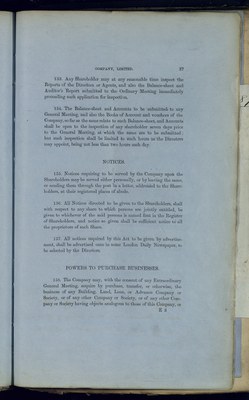 COMPANY, LIMITED. 27
143. Any Shareholder may at any reasonable time inspect the
Reports of the Directors or Agents, and also the Balance-sheet and
Auditor's Report submitted to the Ordinary Meeting immediately
preceding such application for inspection.
144. The Balance-sheet and Accounts to be submitted to any
General Meeting, and also the Books of Account and vouchers of the
Company, so far as the same relate to such Balance-sheet, and Accounts
shall be open to the inspection of any shareholder seven days prior
to the General Meeting, at which the same are to be submitted;
but such inspection shall be limited to such hours as the Directors
may appoint, being not less than two hours each day.
NOTICES.
145. Notices requiring to be served by the Company upon the
Shareholders may be served either personally, or by leaving the same,
or sending them through the post in a letter addressed to the Share-
holders, at their registered places of abode.
146. All Notices directed to be given to the Shareholders shall,
with respect to any share to which persons are jointly entitled, be
given to whichever of the said persons is named first in the Register
of Shareholders, and notice so given shall be sufficient notice to all
the proprietors of such Share.
147. All notices required by this Act to be given by advertise-
ment, shall be advertised once in some London Daily Newspaper, to
be selected by the Directors.
POWERS TO PURCHASE BUSINESSES.
148. The Company may, with the consent of any Extraordinary
General Meeting, acquire by purchase, transfer, or otherwise, the
business of any Building, Land, Loan, or Advance Company or
Society, or of any other Company or Society, or of any other Com-
pany or Society having objects analogous to those of this Company, or